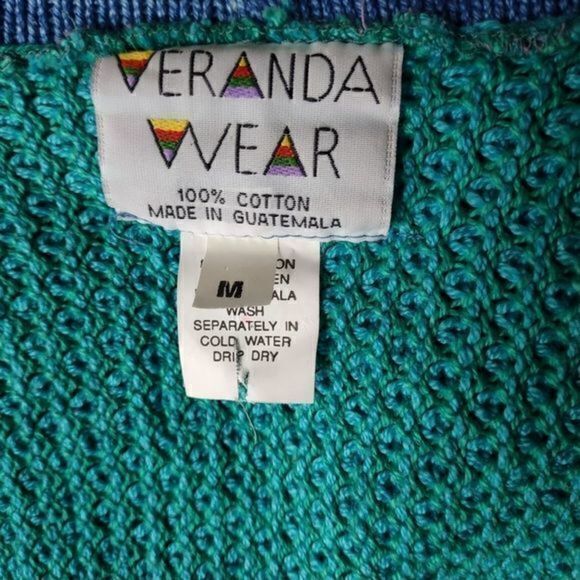 VERANDA
WEAR
100% COTTON
MADE IN GUATEMALA
M
WASH
SEPARATELY IN
COLD WATER
DRIP DRY